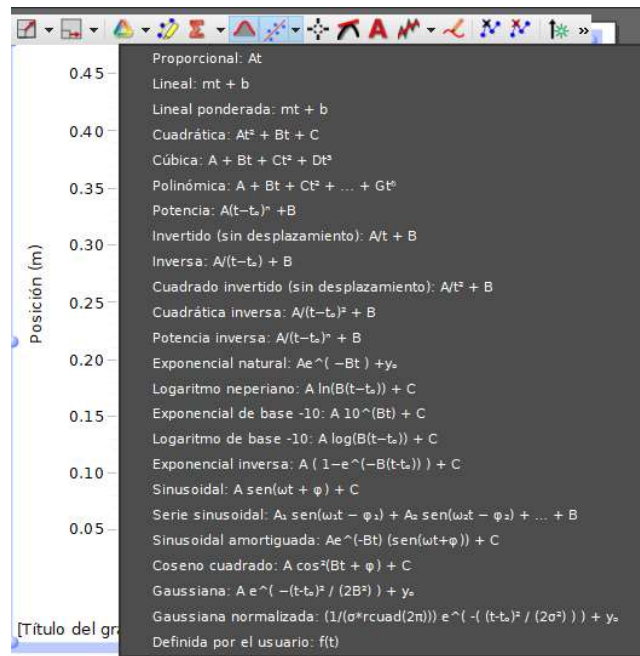 »
0.45
0.40
0.35
0.30
0.25
0.20
0.15
0.10
0.05
Posición (m)
[Título del gr
Proporcional: At
Lineal: mt + b
Lineal ponderada: mt + b
Cuadrática: At² + Bt + C
Cúbica: A + Bt + Ct² + Dt³
Polinómica: A + Bt + Ct² + ... + Gt⁶
Potencia: A(t−tₒ)ⁿ +B
Invertido (sin desplazamiento): A/t + B
Inversa: A/(t−tₒ) + B
Cuadrado invertido (sin desplazamiento): A/t² + B
Cuadrática inversa: A/(t−tₒ)² + B
Potencia inversa: A/(t−tₒ)ⁿ + B
Exponencial natural: Ae^( −Bt ) +yₒ
Logaritmo neperiano: A ln(B(t−tₒ)) + C
Exponencial de base -10: A 10^(Bt) + C
Logaritmo de base -10: A log(B(t−tₒ)) + C
Exponencial inversa: A ( 1−e^(−B(t-tₒ)) ) + C
Sinusoidal: A sen(ωt + φ) + C
Serie sinusoidal: A₁ sen(ω₁t − φ₁) + A₂ sen(ω₂t − φ₂) + ... + B
Sinusoidal amortiguada: Ae^(-Bt) (sen(ωt+φ)) + C
Coseno cuadrado: A cos²(Bt + φ) + C
Gaussiana: A e^( −(t-tₒ)² / (2B²) ) + yₒ
Gaussiana normalizada: (1/(σ*rcuad(2π))) e^( -( (t-tₒ)² / (2σ²) ) ) + yₒ
Definida por el usuario: f(t)